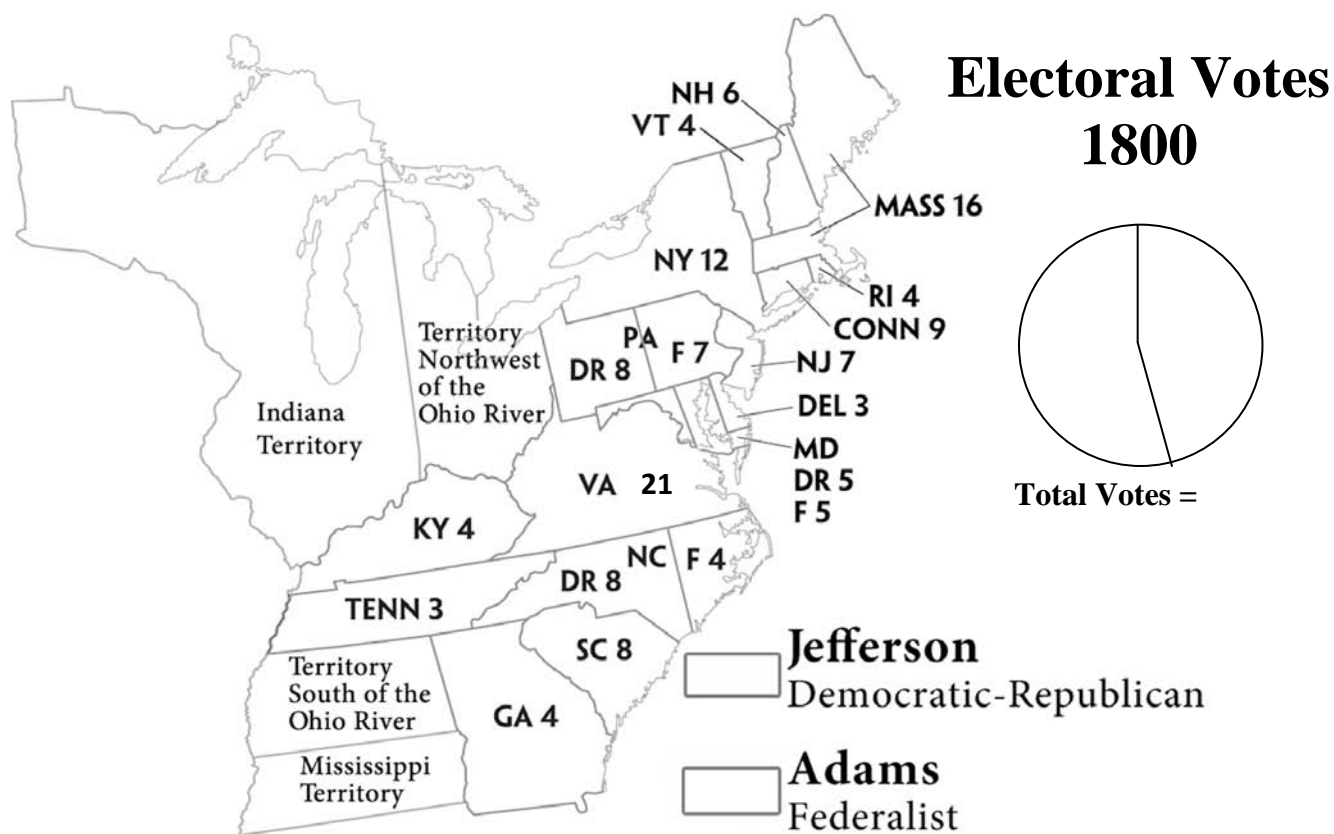 Electoral Votes
1800
NH 6
VT 4
MASS 16
NY 12
RI 4
CONN 9
PA
DR 8
F 7
NJ 7
DEL 3
MD
DR 5
F 5
Territory
Northwest
of the
Ohio River
Indiana
Territory
VA 21
KY 4
NC
DR 8
F 4
TENN 3
SC 8
GA 4
Territory
South of the
Ohio River
Mississippi
Territory
Total Votes =
Jefferson
Democratic-Republican
Adams
Federalist